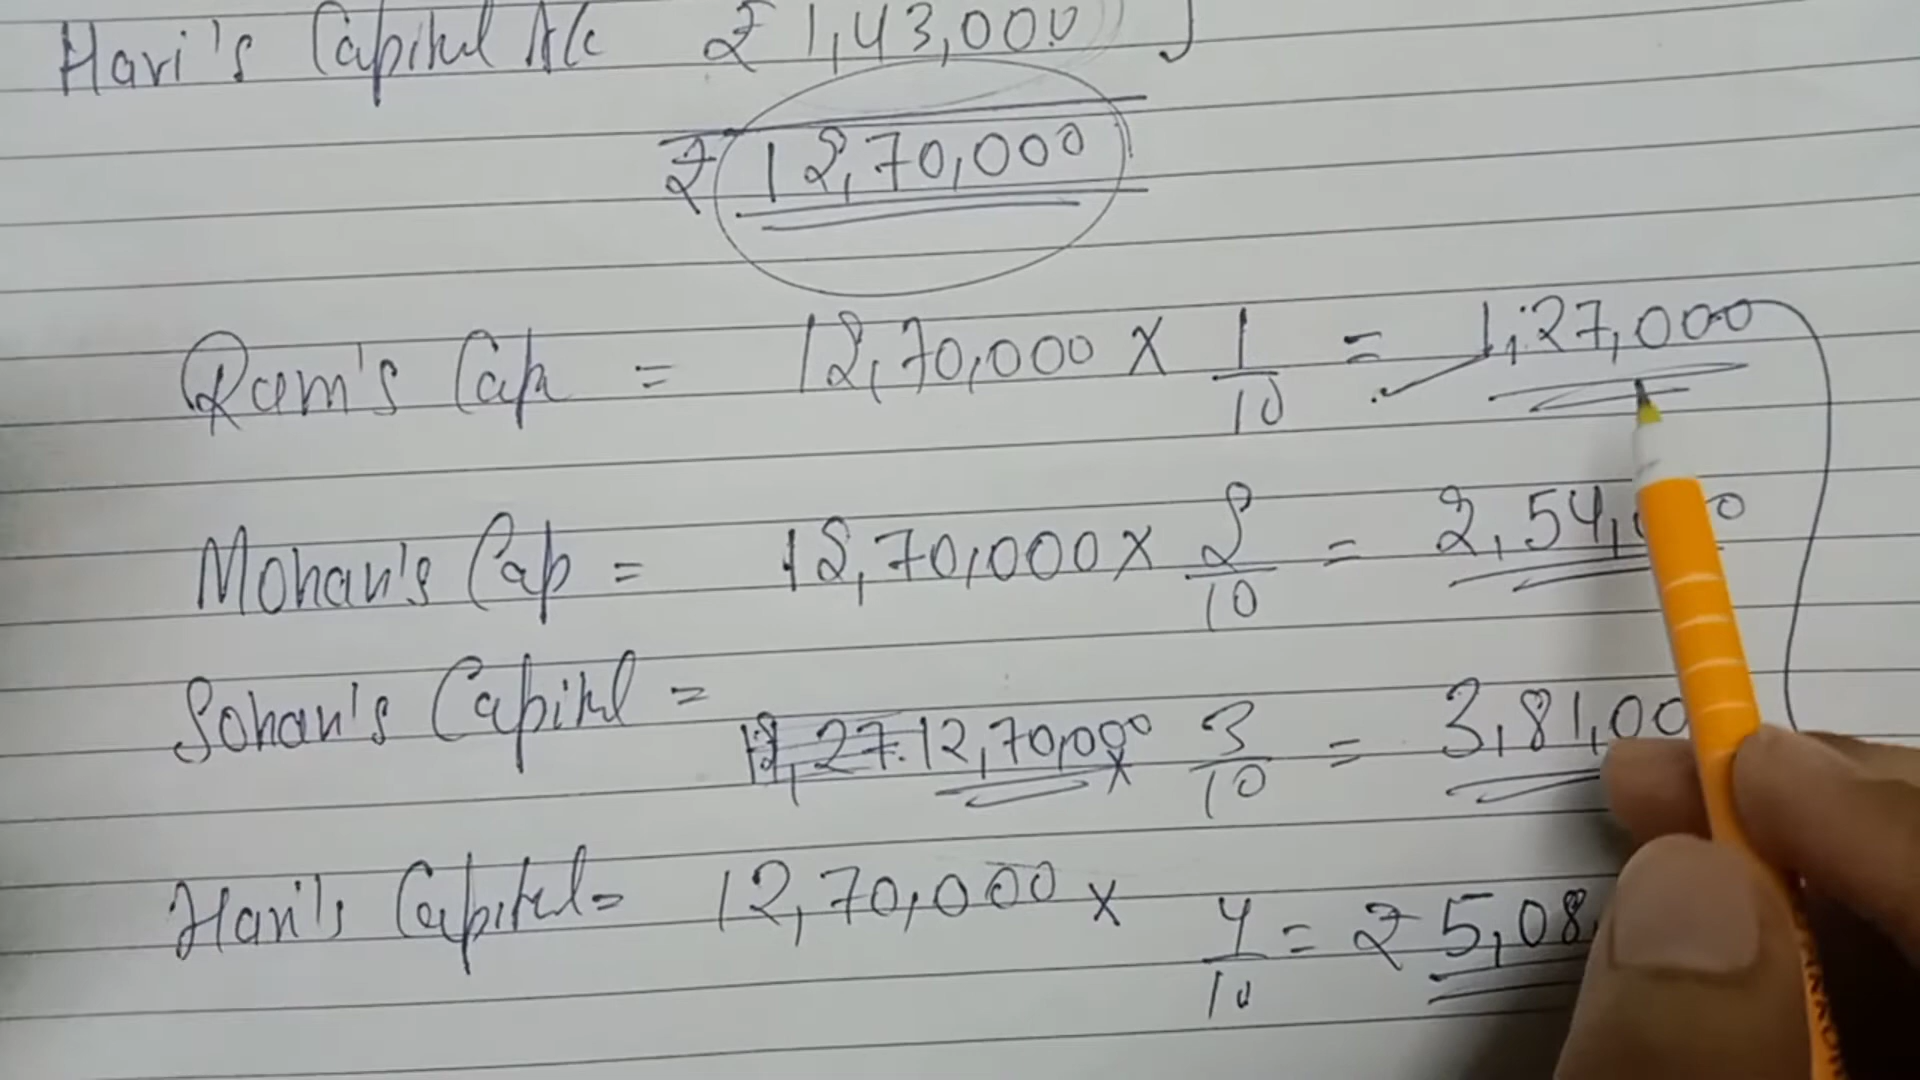 Hari's Capital A/c ₹ 1,43,000
₹ 12,70,000
Ram's Cap = 12,70,000 X 1/10 = 1,27,000
Mohan's Cap = 12,70,000 X 2/10 = 2,54,
Sohan's Capital = 12,70,000 X 3/10 = 3,81,00
Hari's Capital = 12,70,000 X 4/10 = ₹ 5,08